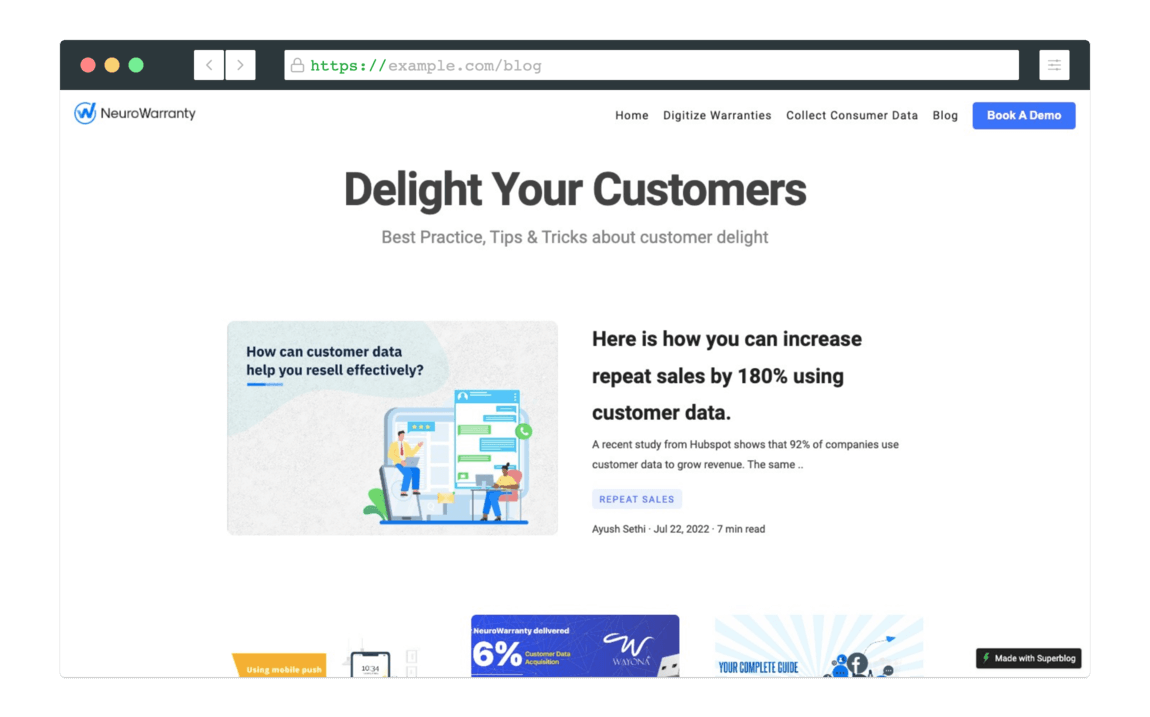 https://example.com/blog
NeuroWarranty
Home Digitize Warranties Collect Consumer Data Blog Book A Demo
Delight Your Customers
Best Practice, Tips & Tricks about customer delight
How can customer data
help you resell effectively?
Here is how you can increase
repeat sales by 180% using
customer data.
A recent study from Hubspot shows that 92% of companies use
customer data to grow revenue. The same ..
REPEAT SALES
Ayush Sethi · Jul 22, 2022 · 7 min read
Using mobile push
10:34
NeuroWarranty delivered
6% Customer Data
Acquisition
WAYONA
YOUR COMPLETE GUIDE
Made with Superblog